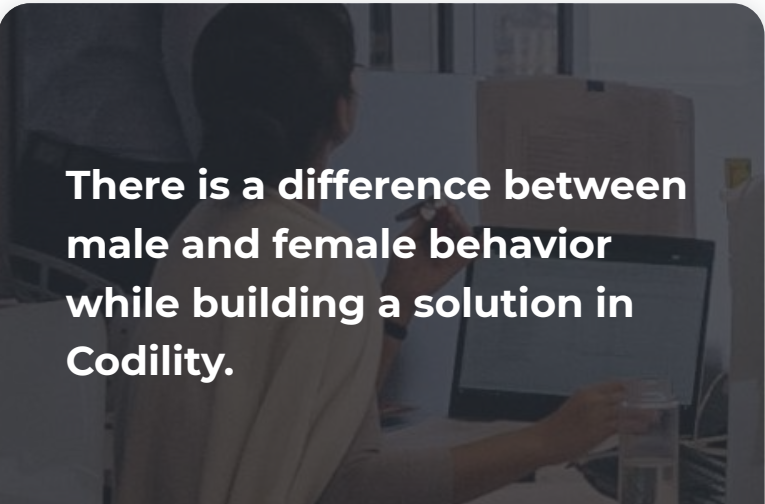 There is a difference between
male and female behavior
while building a solution in
Codility.